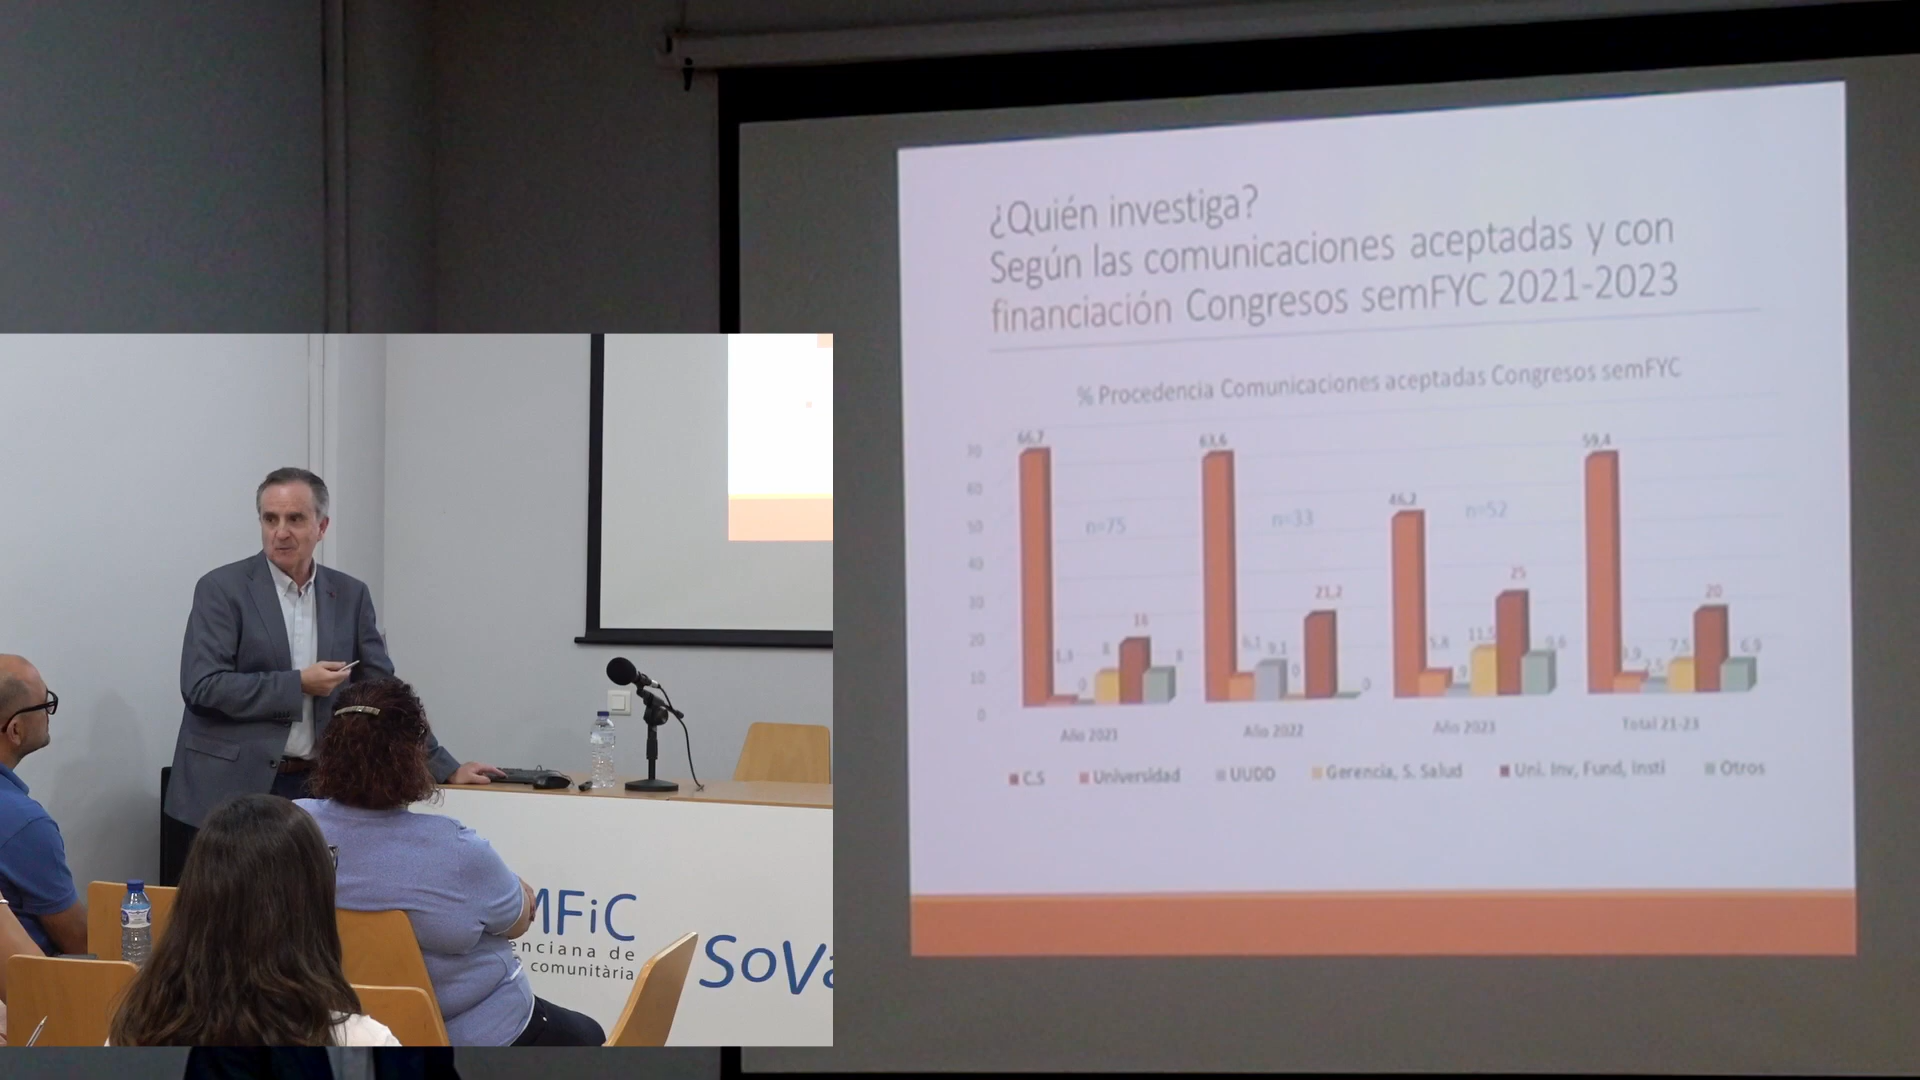 ¿Quién investiga?
Según las comunicaciones aceptadas y con
financiación Congresos semFYC 2021-2023
% Procedencia Comunicaciones aceptadas Congresos semFYC
70
60
50
40
30
20
10
0
66,7
n=75
1,3
0
8
16
8
63,6
n=33
6,1
9,1
0
21,2
0
46,2
n=52
5,8
11,5
25
9,6
59,4
7,5
20
6,9
Año 2021
Año 2022
Año 2023
Total 21-23
C.S
Universidad
UUDD
Gerencia, S. Salud
Uni. Inv, Fund, Insti
Otros
MFiC
enciana de
comunitària
SoVa